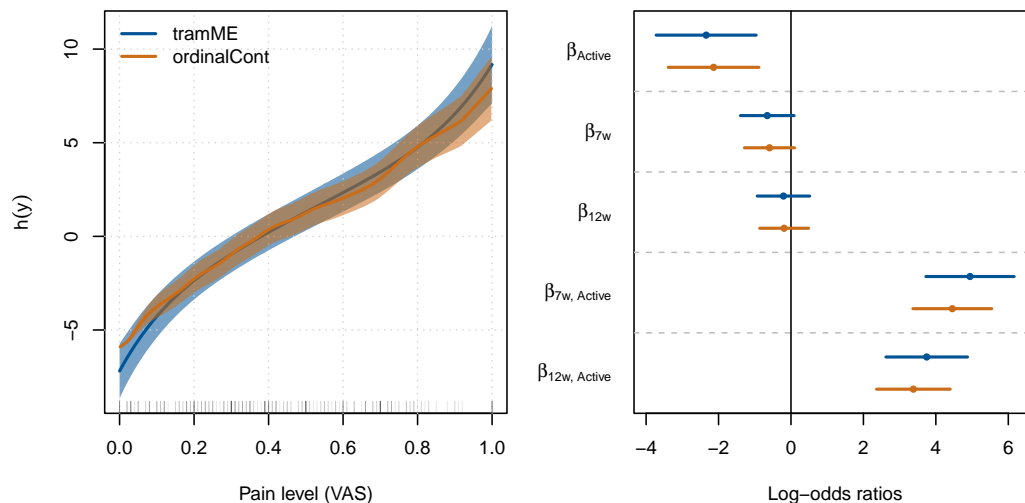 tramME
ordinalCont
10
5
0
−5
h(y)
0.0 0.2 0.4 0.6 0.8 1.0
Pain level (VAS)
βActive
β7w
β12w
β7w, Active
β12w, Active
−4 −2 0 2 4 6
Log−odds ratios